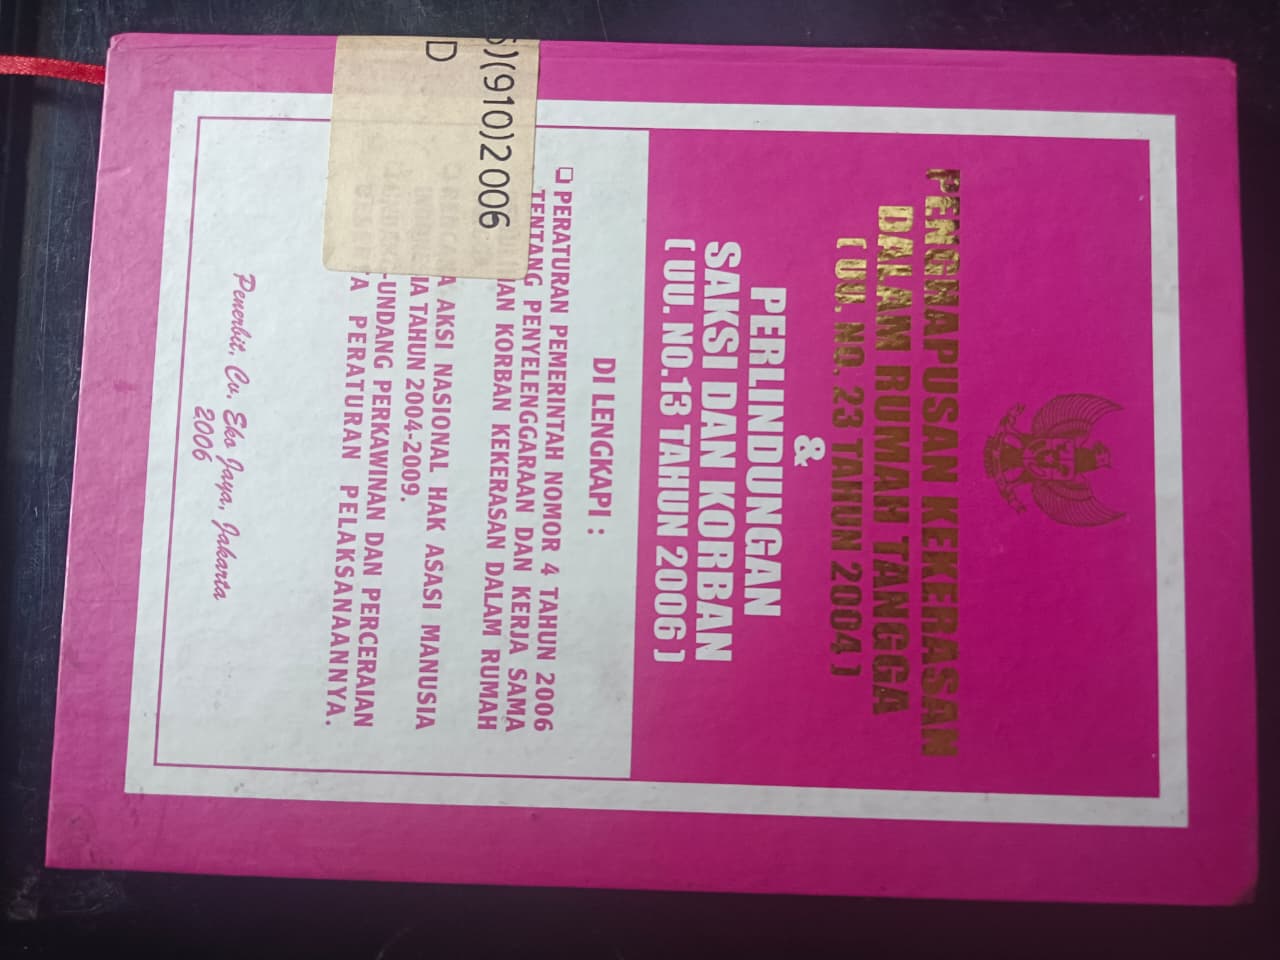 PENGHAPUSAN KEKERASAN
DALAM RUMAH TANGGA
( UU. NO. 23 TAHUN 2004 )
&
PERLINDUNGAN
SAKSI DAN KORBAN
( UU. NO.13 TAHUN 2006 )
DI LENGKAPI :
❑ PERATURAN PEMERINTAH NOMOR 4 TAHUN 2006
TENTANG PENYELENGGARAAN DAN KERJA SAMA
KORBAN KEKERASAN DALAM RUMAH
AKSI NASIONAL HAK ASASI MANUSIA
TAHUN 2004-2009.
-UNDANG PERKAWINAN DAN PERCERAIAN
PERATURAN PELAKSANAANNYA.
)(910)2006
D
Penerbit, Cv. Eko Jaya, Jakarta
2006